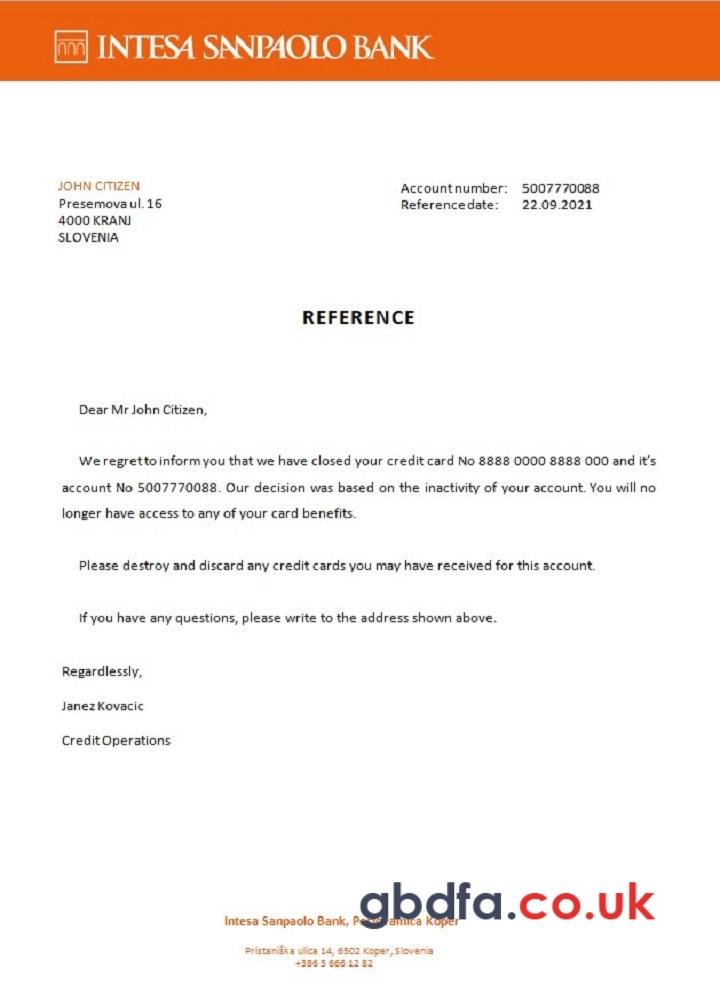 INTESA SANPAOLO BANK
JOHN CITIZEN
Presemova ul. 16
4000 KRANJ
SLOVENIA
Account number: 5007770088
Reference date: 22.09.2021
REFERENCE
Dear Mr John Citizen,
We regret to inform you that we have closed your credit card No 8888 0000 8888 000 and it's
account No 5007770088. Our decision was based on the inactivity of your account. You will no
longer have access to any of your card benefits.
Please destroy and discard any credit cards you may have received for this account.
If you have any questions, please write to the address shown above.
Regardlessly,
Janez Kovacic
Credit Operations
gbdfa.co.uk
Intesa Sanpaolo Bank, Koper
Pristaniška ulica 14, 6502 Koper, Slovenia
+386 5 666 12 82